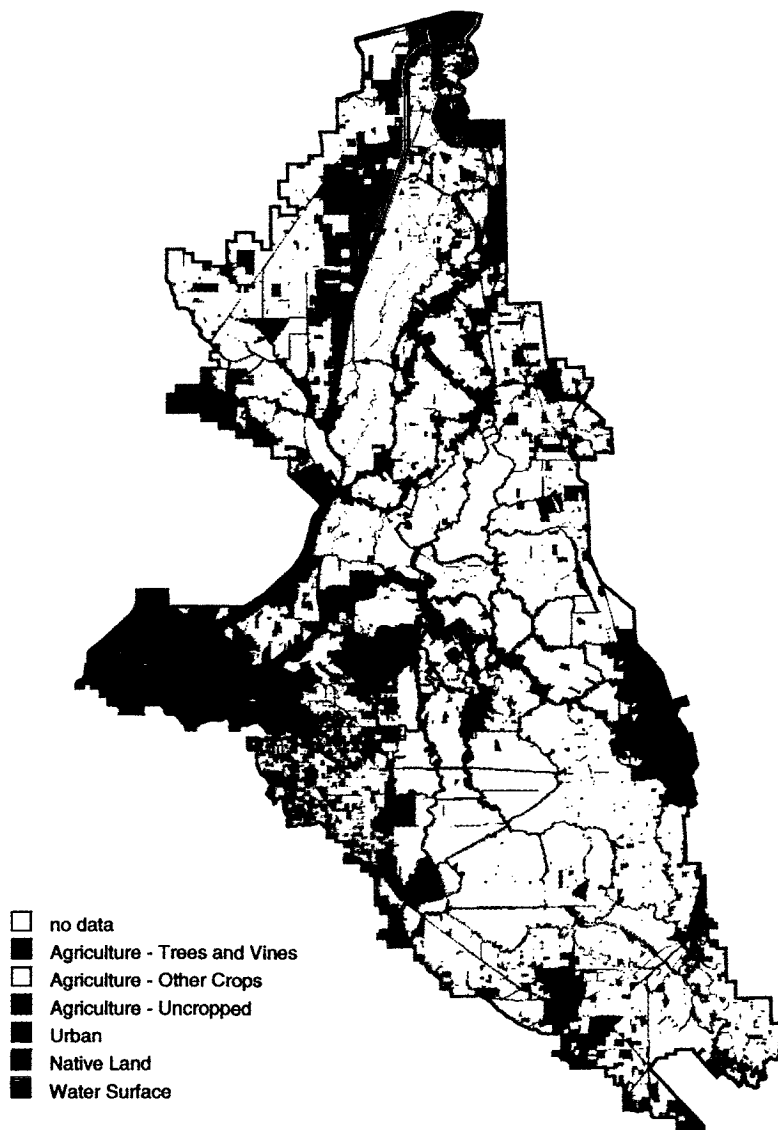 no data
Agriculture - Trees and Vines
Agriculture - Other Crops
Agriculture - Uncropped
Urban
Native Land
Water Surface